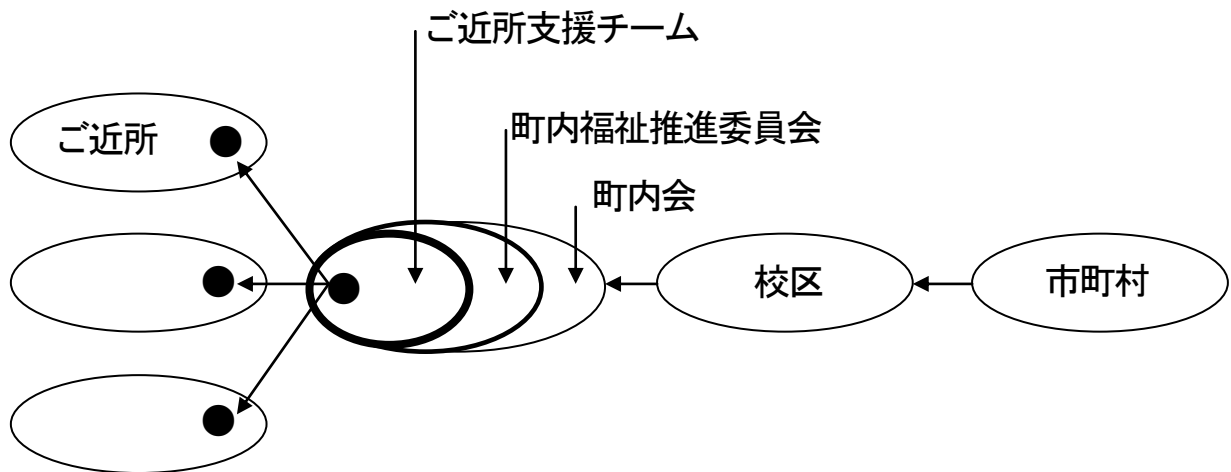 ご近所支援チーム
ご近所
町内福祉推進委員会
町内会
校区
市町村